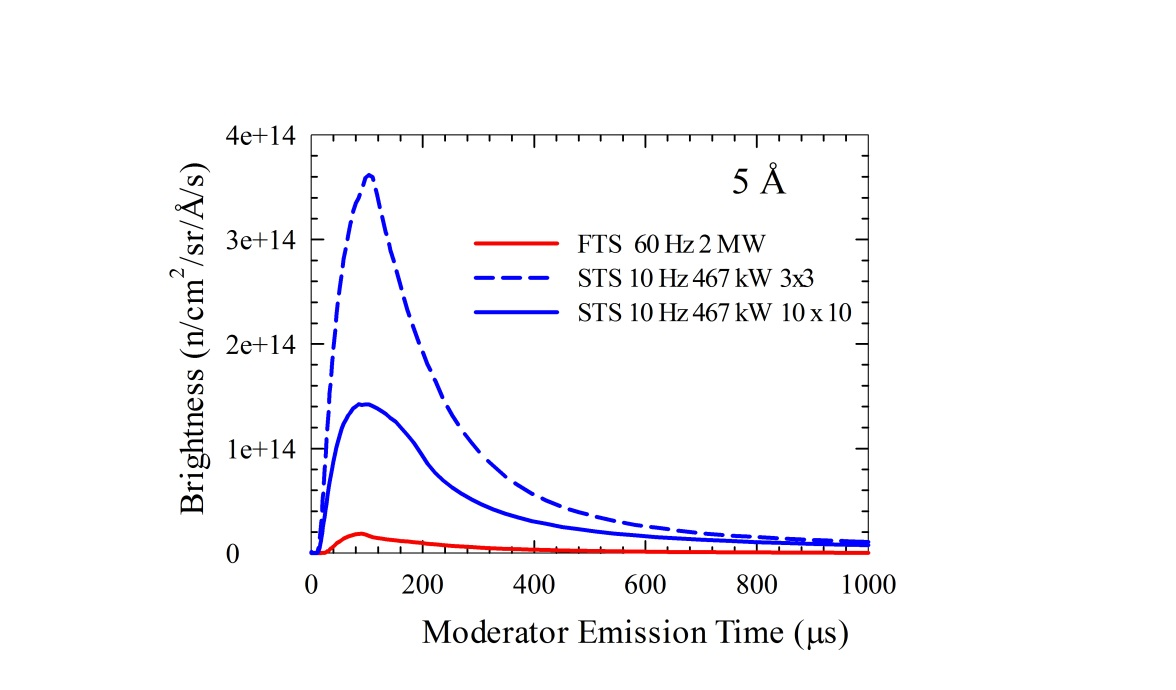 4e+14
3e+14
2e+14
1e+14
0
Brightness (n/cm²/sr/Å/s)
5 Å
FTS 60 Hz 2 MW
STS 10 Hz 467 kW 3x3
STS 10 Hz 467 kW 10 x 10
0 200 400 600 800 1000
Moderator Emission Time (μs)